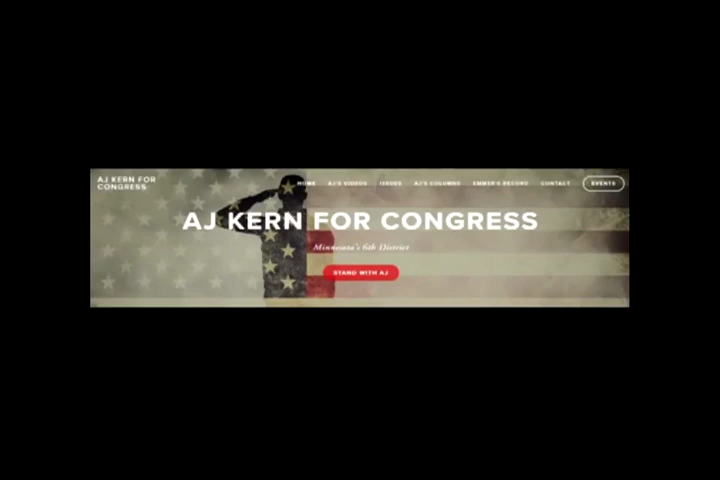 AJ KERN FOR
CONGRESS
HOME AJ'S VIDEOS ISSUES AJ'S COLUMNS EMMER'S RECORD CONTACT EVENTS
AJ KERN FOR CONGRESS
Minnesota's 6th District
STAND WITH AJ